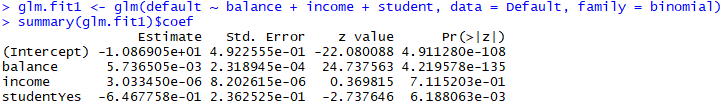 > glm.fit1 <- glm(default ~ balance + income + student, data = Default, family = binomial)
> summary(glm.fit1)$coef
Estimate Std. Error z value Pr(>|z|)
(Intercept) -1.086905e+01 4.922555e-01 -22.080088 4.911280e-108
balance 5.736505e-03 2.318945e-04 24.737563 4.219578e-135
income 3.033450e-06 8.202615e-06 0.369815 7.115203e-01
studentYes -6.467758e-01 2.362525e-01 -2.737646 6.188063e-03